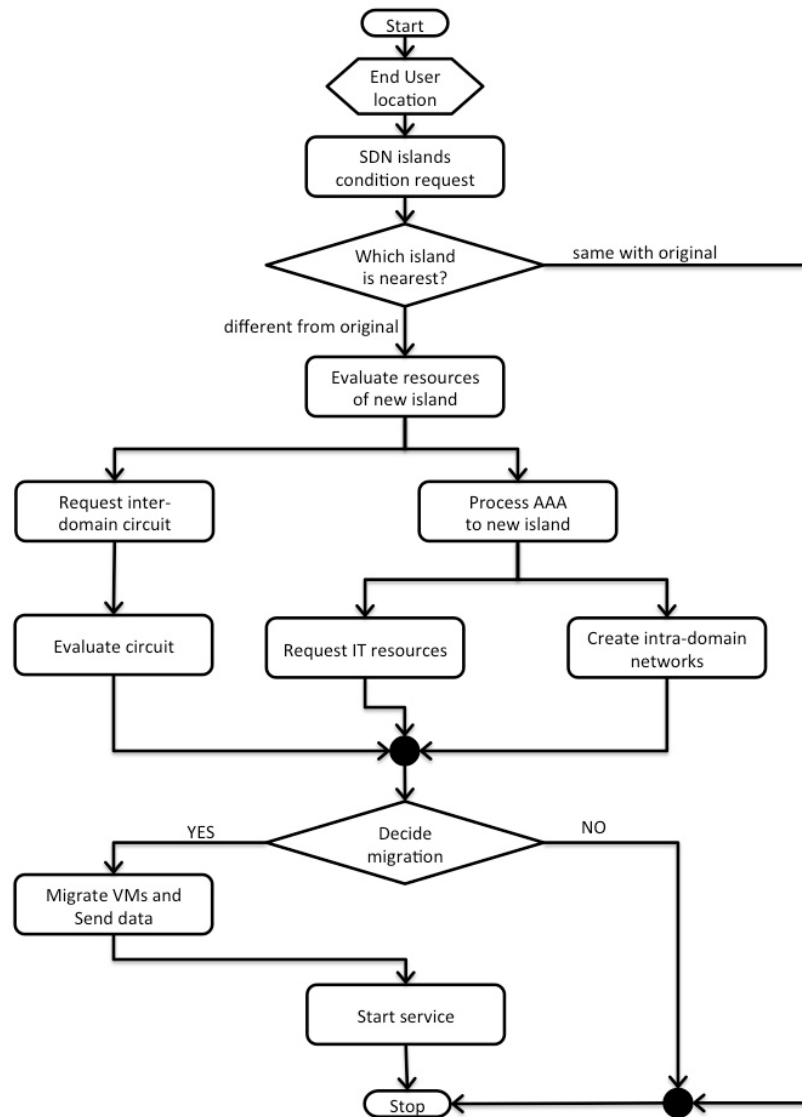 Start
End User
location
SDN islands
condition request
Which island
is nearest?
same with original
different from original
Evaluate resources
of new island
Request inter-
domain circuit
Process AAA
to new island
Evaluate circuit
Request IT resources
Create intra-domain
networks
YES
Decide
migration
NO
Migrate VMs and
Send data
Start service
Stop